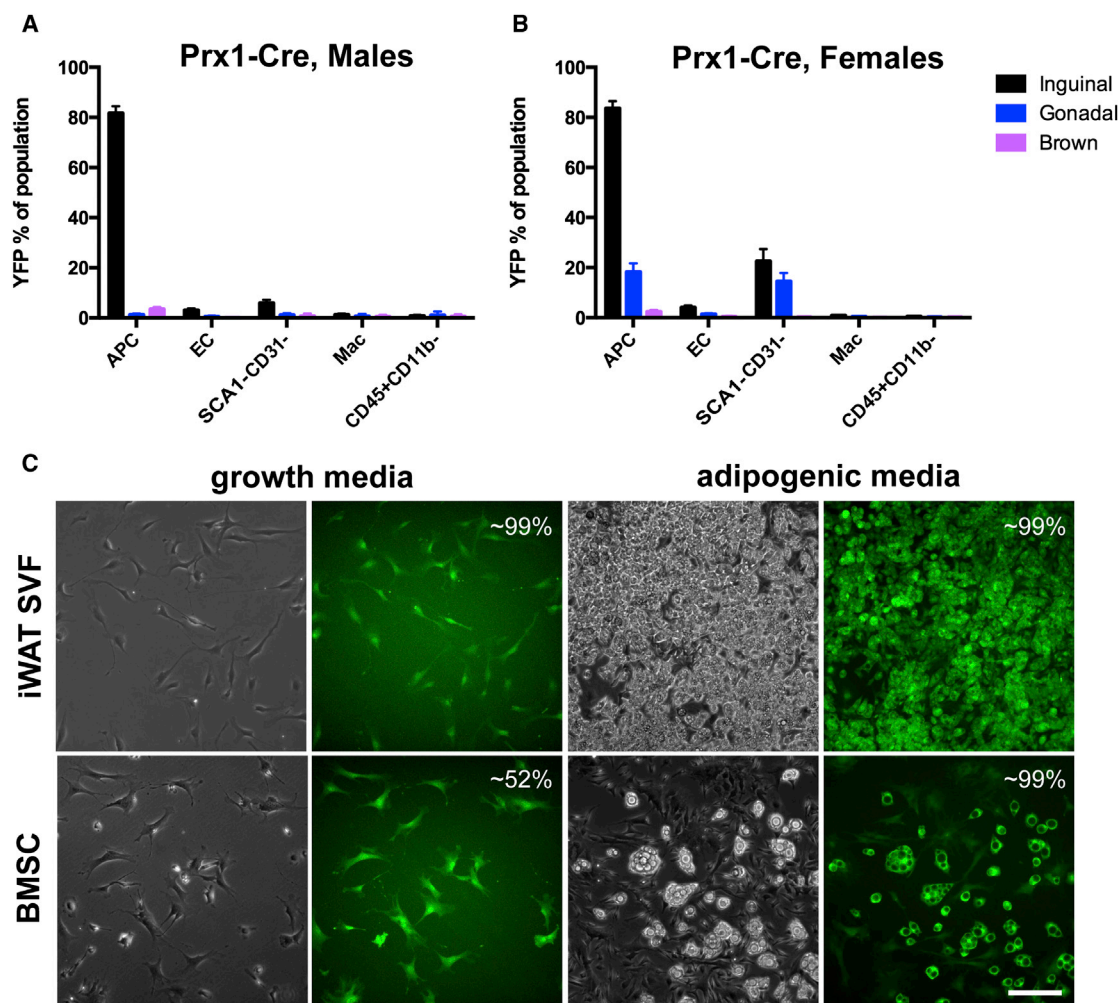 A
Prx1-Cre, Males
YFP % of population
100
80
60
40
20
0
APC
EC
SCA1-CD31-
Mac
CD45+CD11b-
B
Prx1-Cre, Females
YFP % of population
100
80
60
40
20
0
APC
EC
SCA1-CD31-
Mac
CD45+CD11b-
Inguinal
Gonadal
Brown
C
growth media
adipogenic media
iWAT SVF
~99%
~99%
BMSC
~52%
~99%